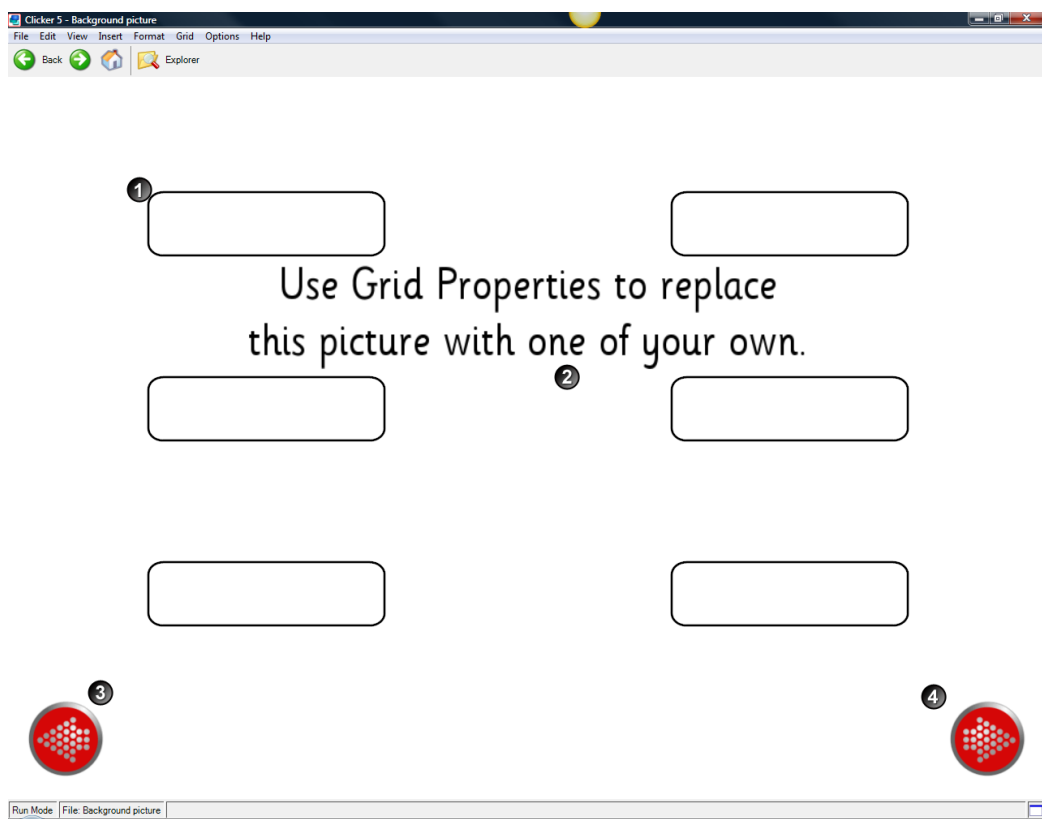 Clicker 5 - Background picture
File Edit View Insert Format Grid Options Help
Back Explorer
1
Use Grid Properties to replace
this picture with one of your own.
2
3
4
Run Mode File: Background picture